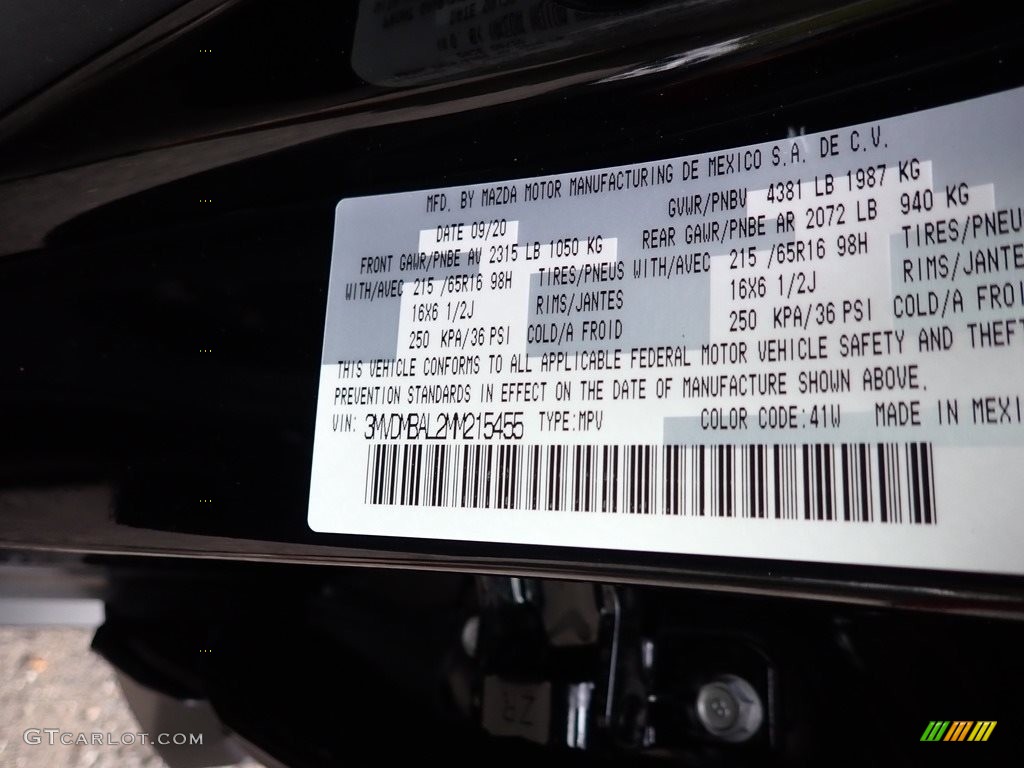 MFD. BY MAZDA MOTOR MANUFACTURING DE MEXICO S.A. DE C.V.
DATE 09/20 GVWR/PNBV 4381 LB 1987 KG
FRONT GAWR/PNBE AV 2315 LB 1050 KG REAR GAWR/PNBE AR 2072 LB 940 KG
WITH/AVEC 215 /65R16 98H TIRES/PNEUS WITH/AVEC 215 /65R16 98H TIRES/PNEU
16X6 1/2J RIMS/JANTES 16X6 1/2J RIMS/JANTE
250 KPA/36 PSI COLD/A FROID 250 KPA/36 PSI COLD/A FROI
THIS VEHICLE CONFORMS TO ALL APPLICABLE FEDERAL MOTOR VEHICLE SAFETY AND THEFT
PREVENTION STANDARDS IN EFFECT ON THE DATE OF MANUFACTURE SHOWN ABOVE.
VIN: 3MVDMBAL2MM215455 TYPE:MPV COLOR CODE:41W MADE IN MEXI
ZR
GTCARLOT.COM